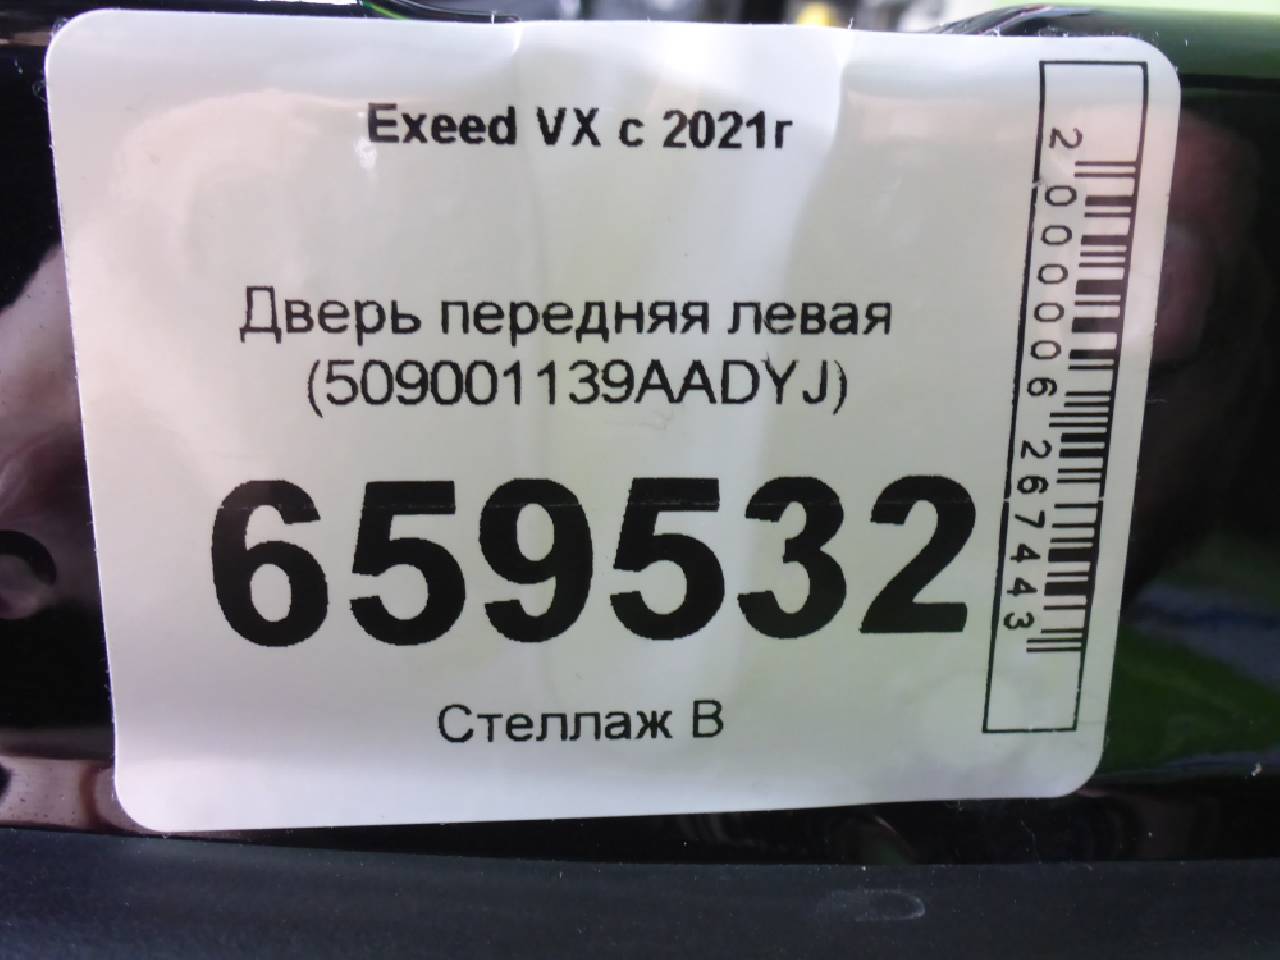 Exeed VX с 2021г
Дверь передняя левая
(509001139AADYJ)
659532
Стеллаж В
2000006267443